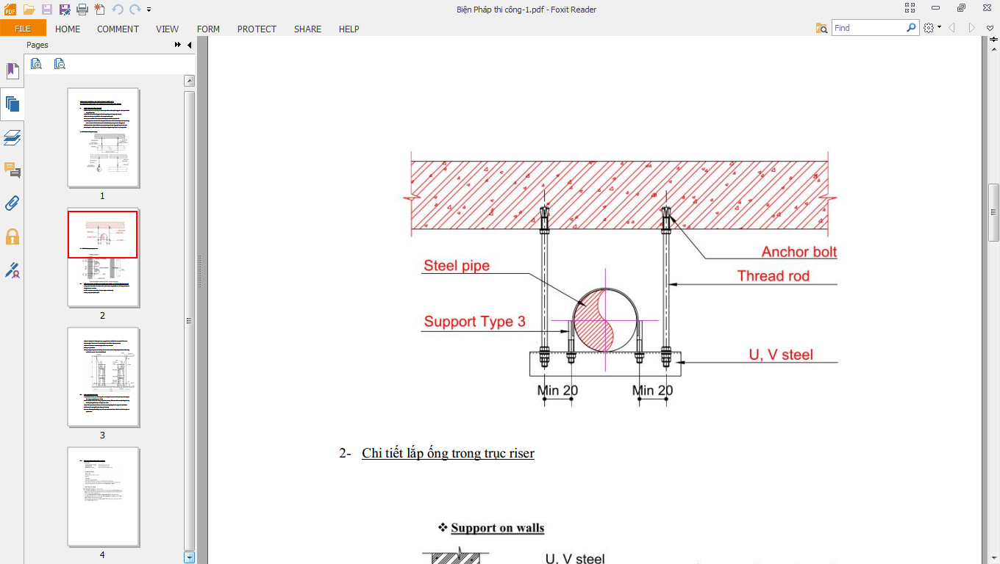 Biện Pháp thi công-1.pdf - Foxit Reader
FILE HOME COMMENT VIEW FORM PROTECT SHARE HELP
Find
Pages
1
2
3
4
Anchor bolt
Steel pipe
Thread rod
Support Type 3
U, V steel
Min 20 Min 20
2- Chi tiết lắp ống trong trục riser
❖ Support on walls
U, V steel